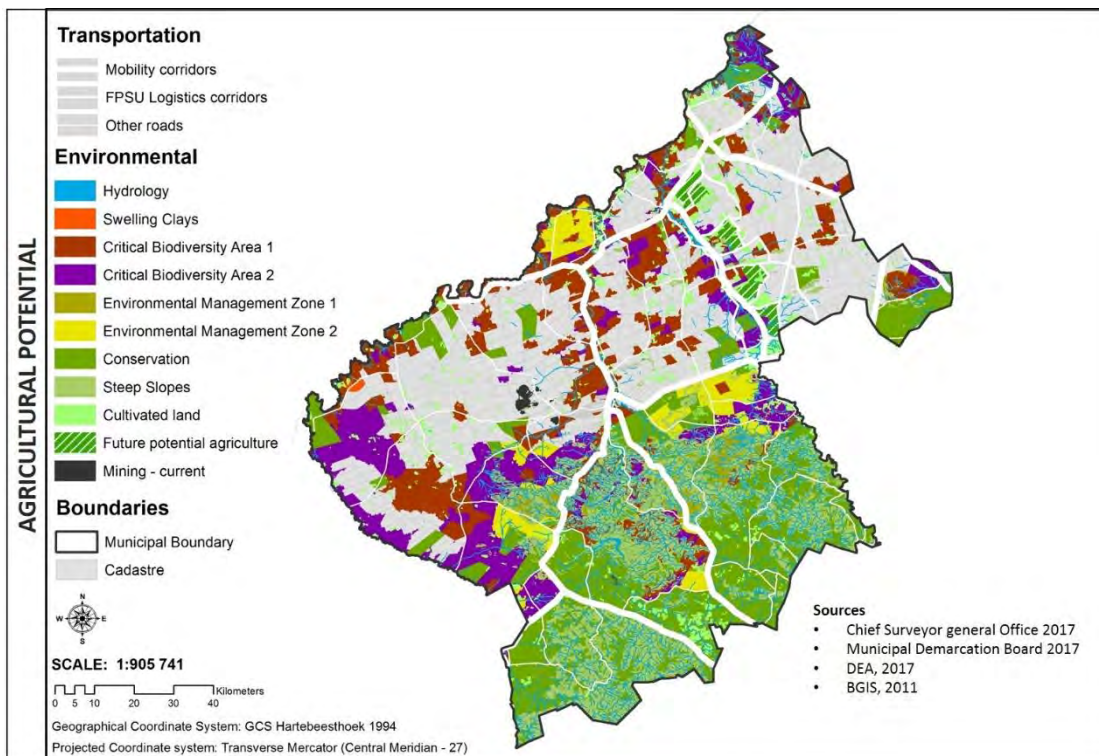 AGRICULTURAL POTENTIAL
Transportation
Mobility corridors
FPSU Logistics corridors
Other roads
Environmental
Hydrology
Swelling Clays
Critical Biodiversity Area 1
Critical Biodiversity Area 2
Environmental Management Zone 1
Environmental Management Zone 2
Conservation
Steep Slopes
Cultivated land
Future potential agriculture
Mining - current
Boundaries
Municipal Boundary
Cadastre
N
W E
S
SCALE: 1:905 741
0 5 10 20 30 40 Kilometers
Geographical Coordinate System: GCS Hartebeesthoek 1994
Projected Coordinate system: Transverse Mercator (Central Meridian - 27)
Sources
• Chief Surveyor general Office 2017
• Municipal Demarcation Board 2017
• DEA, 2017
• BGIS, 2011